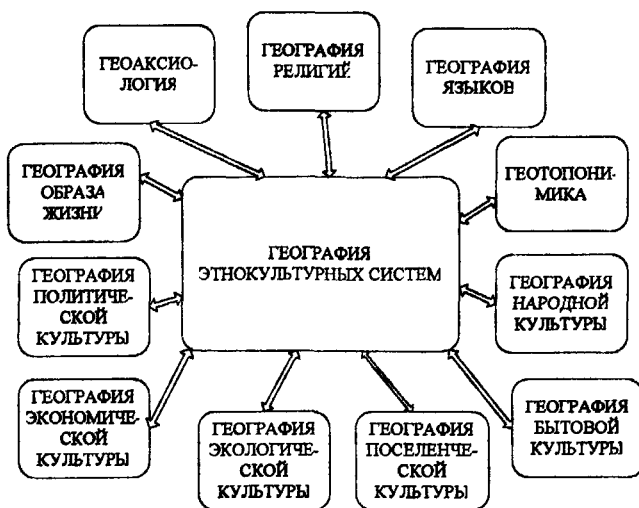 ГЕОАКСИО-
ЛОГИЯ
ГЕОГРАФИЯ
РЕЛИГИЙ
ГЕОГРАФИЯ
ЯЗЫКОВ
ГЕОГРАФИЯ
ОБРАЗА
ЖИЗНИ
ГЕОТОПОНИ-
МИКА
ГЕОГРАФИЯ
ЭТНОКУЛЬТУРНЫХ СИСТЕМ
ГЕОГРАФИЯ
ПОЛИТИЧЕ-
СКОЙ
КУЛЬТУРЫ
ГЕОГРАФИЯ
НАРОДНОЙ
КУЛЬТУРЫ
ГЕОГРАФИЯ
ЭКОНОМИЧЕ-
СКОЙ
КУЛЬТУРЫ
ГЕОГРАФИЯ
ЭКОЛОГИЧЕ-
СКОЙ
КУЛЬТУРЫ
ГЕОГРАФИЯ
ПОСЕЛЕНЧЕ-
СКОЙ
КУЛЬТУРЫ
ГЕОГРАФИЯ
БЫТОВОЙ
КУЛЬТУРЫ